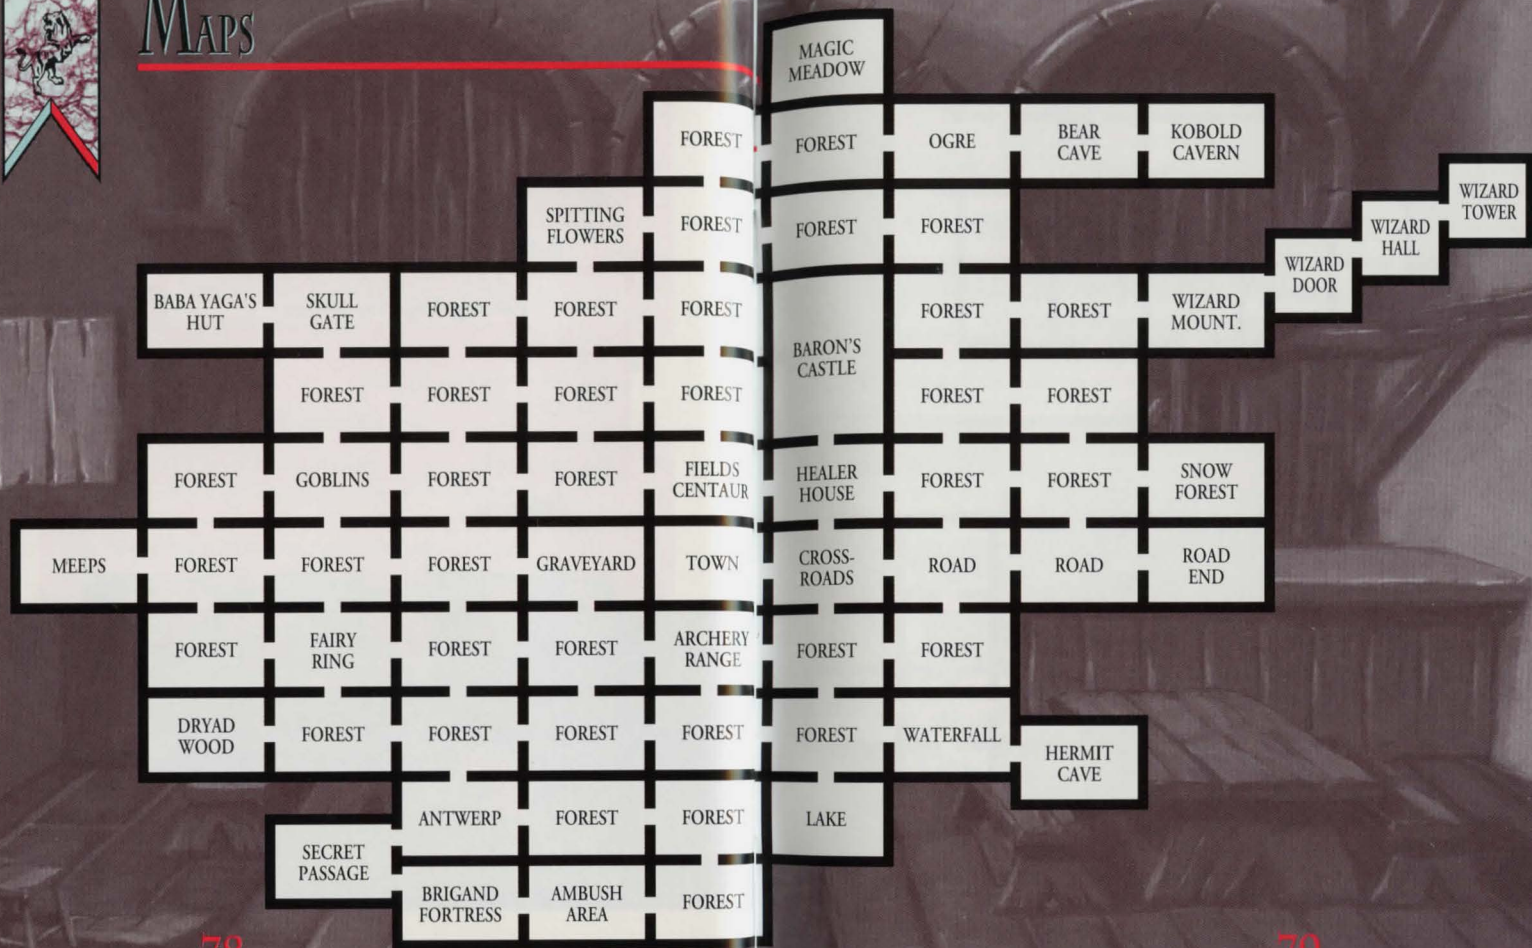 MAPS
MAGIC
MEADOW
FOREST
FOREST
OGRE
BEAR
CAVE
KOBOLD
CAVERN
SPITTING
FLOWERS
FOREST
FOREST
FOREST
WIZARD
TOWER
WIZARD
HALL
WIZARD
DOOR
BABA YAGA'S
HUT
SKULL
GATE
FOREST
FOREST
FOREST
BARON'S
CASTLE
FOREST
FOREST
WIZARD
MOUNT.
FOREST
FOREST
FOREST
FOREST
FOREST
FOREST
FOREST
GOBLINS
FOREST
FOREST
FIELDS
CENTAUR
HEALER
HOUSE
FOREST
FOREST
SNOW
FOREST
MEEPS
FOREST
FOREST
FOREST
GRAVEYARD
TOWN
CROSS-
ROADS
ROAD
ROAD
ROAD
END
FOREST
FAIRY
RING
FOREST
FOREST
ARCHERY
RANGE
FOREST
FOREST
DRYAD
WOOD
FOREST
FOREST
FOREST
FOREST
FOREST
WATERFALL
HERMIT
CAVE
ANTWERP
FOREST
FOREST
LAKE
SECRET
PASSAGE
BRIGAND
FORTRESS
AMBUSH
AREA
FOREST
78
79